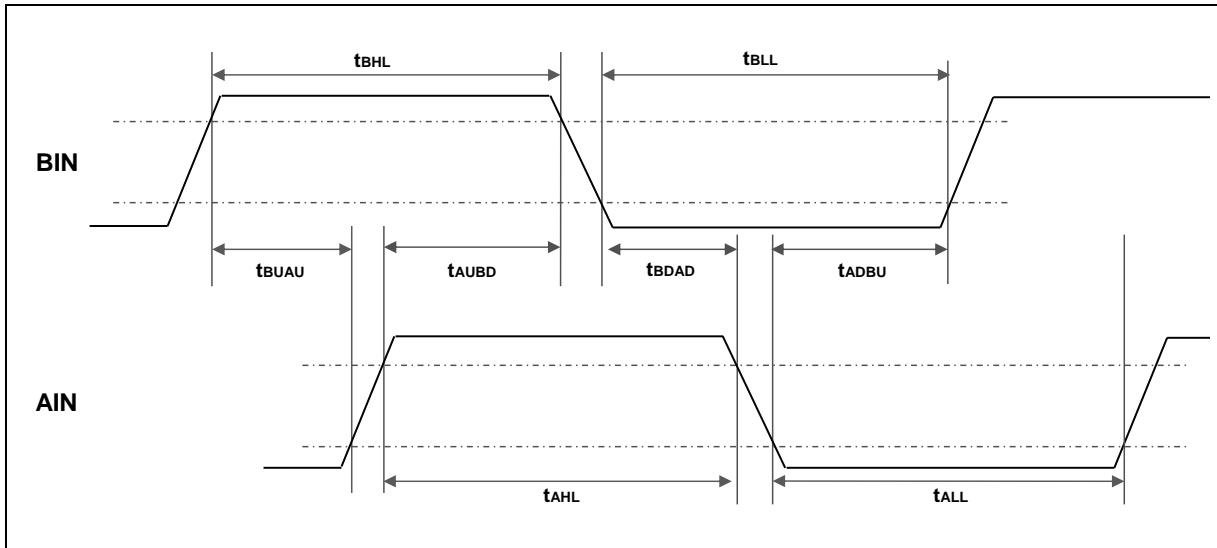 tBHL
tBLL
BIN
tBUAU
tAUBD
tBDAD
tADBU
AIN
tAHL
tALL